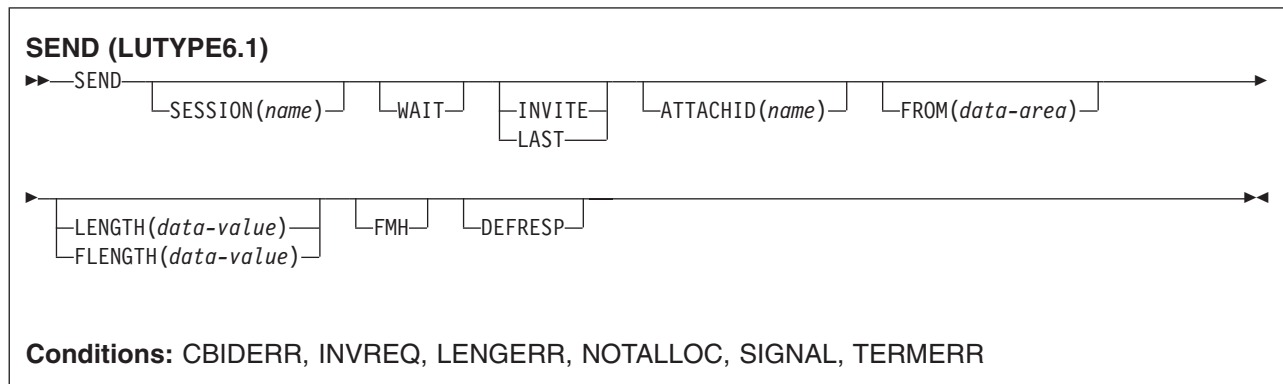 SEND (LUTYPE6.1)
SEND
SESSION(name) WAIT INVITE ATTACHID(name) FROM(data-area)
LAST
LENGTH(data-value) FMH DEFRESP
FLENGTH(data-value)
Conditions: CBIDERR, INVREQ, LENGERR, NOTALLOC, SIGNAL, TERMERR